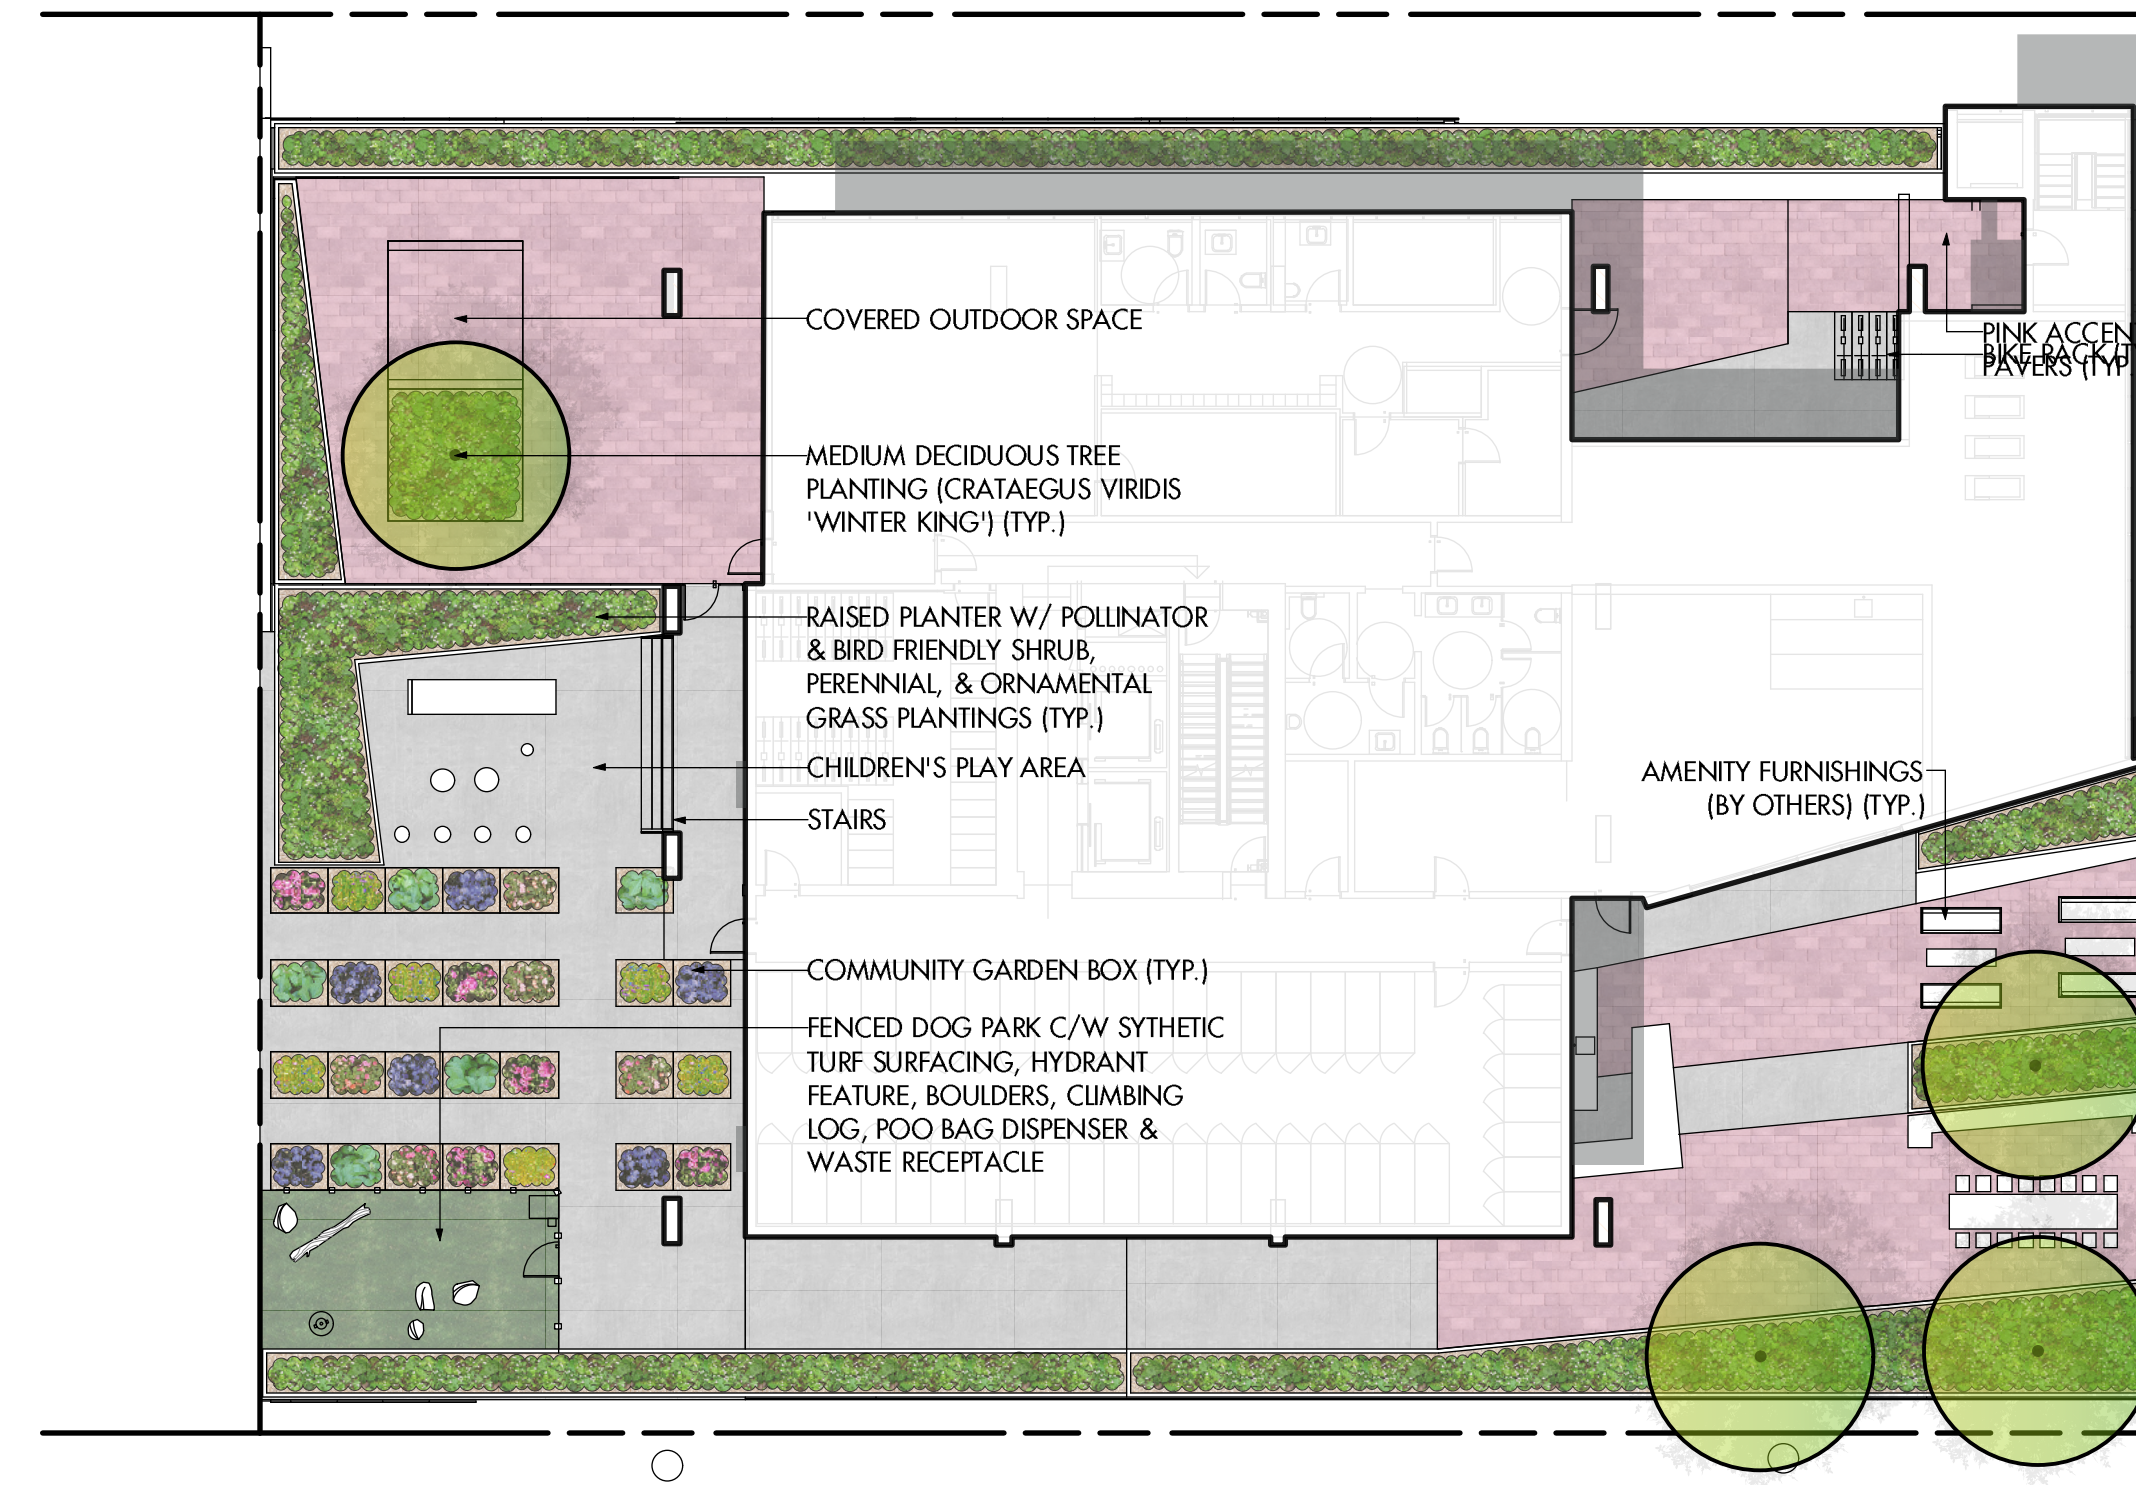 COVERED OUTDOOR SPACE
MEDIUM DECIDUOUS TREE
PLANTING (CRATAEGUS VIRIDIS
'WINTER KING') (TYP.)
RAISED PLANTER W/ POLLINATOR
& BIRD FRIENDLY SHRUB,
PERENNIAL, & ORNAMENTAL
GRASS PLANTINGS (TYP.)
CHILDREN'S PLAY AREA
STAIRS
COMMUNITY GARDEN BOX (TYP.)
FENCED DOG PARK C/W SYTHETIC
TURF SURFACING, HYDRANT
FEATURE, BOULDERS, CLIMBING
LOG, POO BAG DISPENSER &
WASTE RECEPTACLE
PINK ACCEN
BIKE RACK (T
PAVERS (TYP.
AMENITY FURNISHINGS
(BY OTHERS) (TYP.)